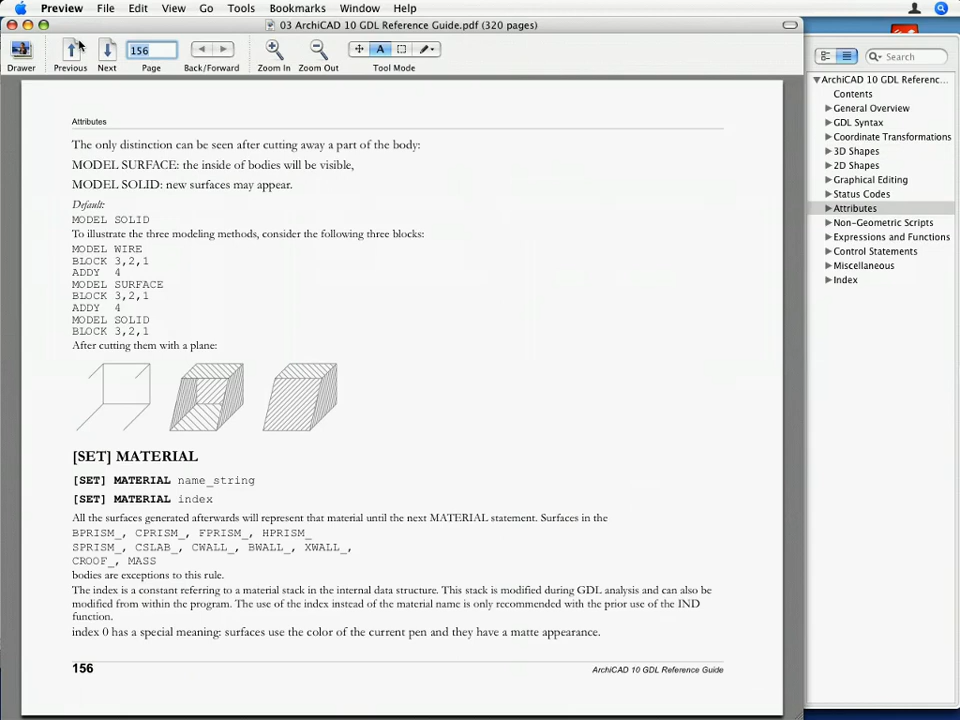 Preview File Edit View Go Tools Bookmarks Window Help
03 ArchiCAD 10 GDL Reference Guide.pdf (320 pages)
156
Drawer Previous Next Page Back/Forward Zoom In Zoom Out Tool Mode
A
Search
Attributes
The only distinction can be seen after cutting away a part of the body:
MODEL SURFACE: the inside of bodies will be visible,
MODEL SOLID: new surfaces may appear.
Default:
MODEL SOLID
To illustrate the three modeling methods, consider the following three blocks:
MODEL WIRE
BLOCK 3,2,1
ADDY 4
MODEL SURFACE
BLOCK 3,2,1
ADDY 4
MODEL SOLID
BLOCK 3,2,1
After cutting them with a plane:
[SET] MATERIAL
[SET] MATERIAL name_string
[SET] MATERIAL index
All the surfaces generated afterwards will represent that material until the next MATERIAL statement. Surfaces in the
BPRISM_, CPRISM_, FPRISM_, HPRISM_
SPRISM_, CSLAB_, CWALL_, BWALL_, XWALL_,
CROOF_, MASS
bodies are exceptions to this rule.
The index is a constant referring to a material stack in the internal data structure. This stack is modified during GDL analysis and can also be
modified from within the program. The use of the index instead of the material name is only recommended with the prior use of the IND
function.
index 0 has a special meaning: surfaces use the color of the current pen and they have a matte appearance.
156
ArchiCAD 10 GDL Reference Guide
ArchiCAD 10 GDL Referenc...
Contents
General Overview
GDL Syntax
Coordinate Transformations
3D Shapes
2D Shapes
Graphical Editing
Status Codes
Attributes
Non-Geometric Scripts
Expressions and Functions
Control Statements
Miscellaneous
Index